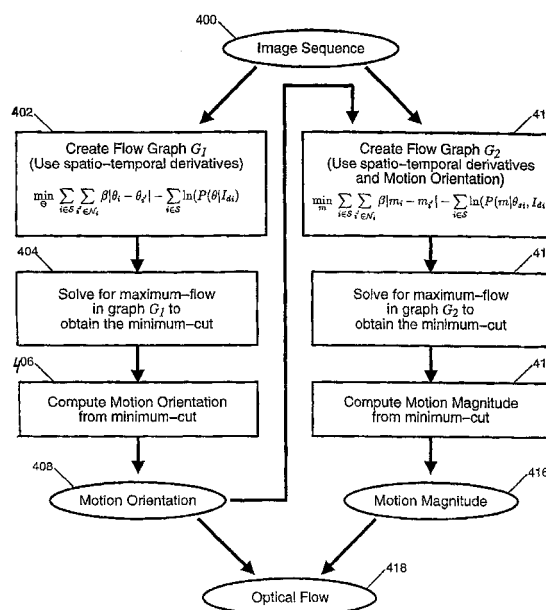 400
Image Sequence
402
Create Flow Graph G₁
(Use spatio-temporal derivatives)
min_Θ ∑_{i∈S} ∑_{i'∈N_i} β|θ_i − θ_{i'}| − ∑_{i∈S} ln(P(θ|I_{di})
404
Solve for maximum-flow
in graph G₁ to
obtain the minimum-cut
406
Compute Motion Orientation
from minimum-cut
408
Motion Orientation
41
Create Flow Graph G₂
(Use spatio-temporal derivatives
and Motion Orientation)
min_m ∑_{i∈S} ∑_{i'∈N_i} β|m_i − m_{i'}| − ∑_{i∈S} ln(P(m|θ_{si}, I_{di}
41
Solve for maximum-flow
in graph G₂ to
obtain the minimum-cut
41
Compute Motion Magnitude
from minimum-cut
416
Motion Magnitude
418
Optical Flow